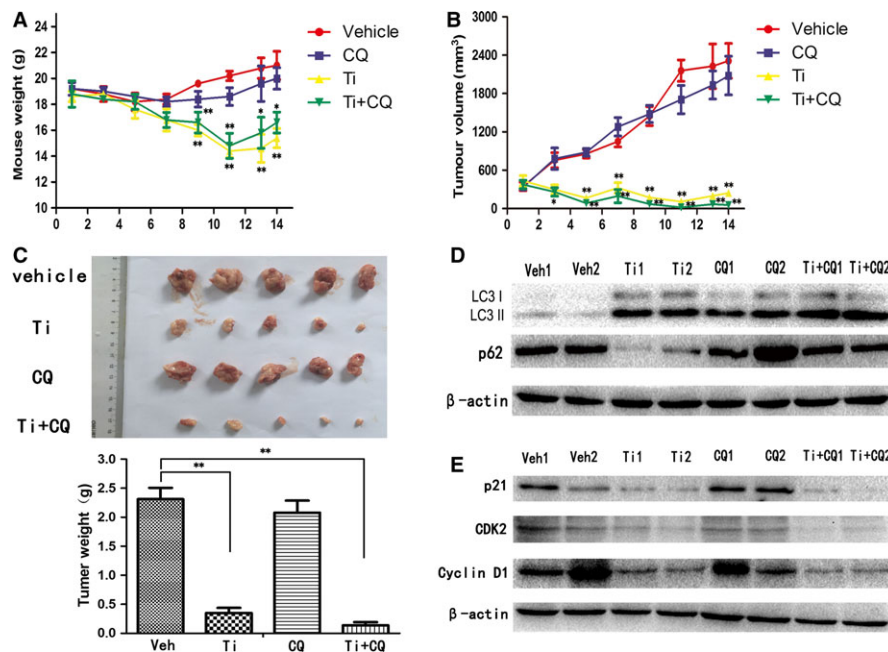 A
Mouse weight (g)
24
22
20
18
16
14
12
10
0 2 4 6 8 10 12 14 16
Vehicle
CQ
Ti
Ti+CQ
** ** ** ** * ** * **
B
Tumour volume (mm³)
3000
2400
1800
1200
600
0
0 2 4 6 8 10 12 14
Vehicle
CQ
Ti
Ti+CQ
** ** ** ** ** **
* ** ** ** ** ** **
C
vehicle
Ti
CQ
Ti+CQ
Tumer weight (g)
3.0
2.5
2.0
1.5
1.0
0.5
0.0
**
**
Veh Ti CQ Ti+CQ
D
Veh1 Veh2 Ti1 Ti2 CQ1 CQ2 Ti+CQ1 Ti+CQ2
LC3 I
LC3 II
p62
β-actin
E
Veh1 Veh2 Ti1 Ti2 CQ1 CQ2 Ti+CQ1 Ti+CQ2
p21
CDK2
Cyclin D1
β-actin